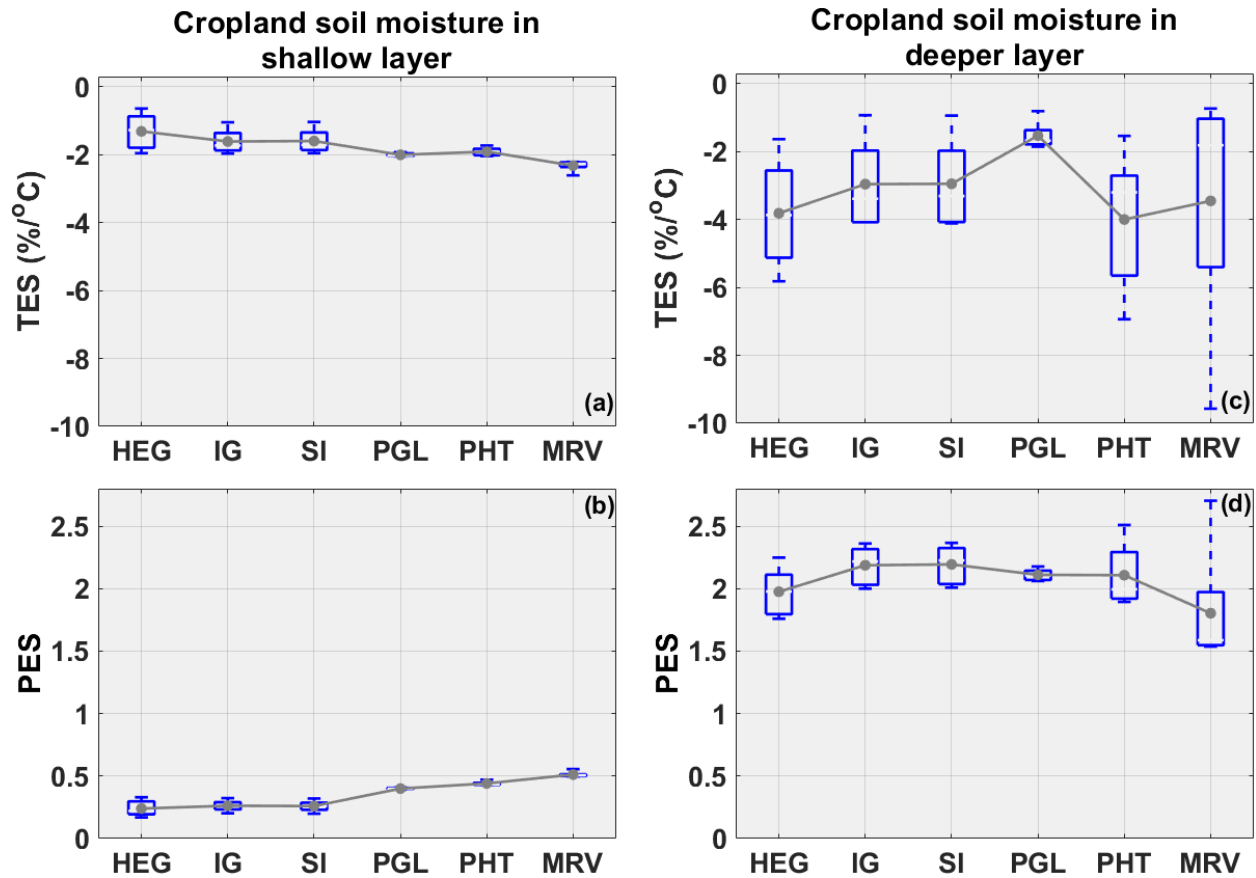 Cropland soil moisture in
shallow layer
0
-2
-4
-6
-8
-10
TES (%/°C)
(a)
HEG IG SI PGL PHT MRV
Cropland soil moisture in
deeper layer
0
-2
-4
-6
-8
-10
TES (%/°C)
(c)
HEG IG SI PGL PHT MRV
2.5
2
1.5
1
0.5
0
PES
(b)
HEG IG SI PGL PHT MRV
2.5
2
1.5
1
0.5
0
PES
(d)
HEG IG SI PGL PHT MRV